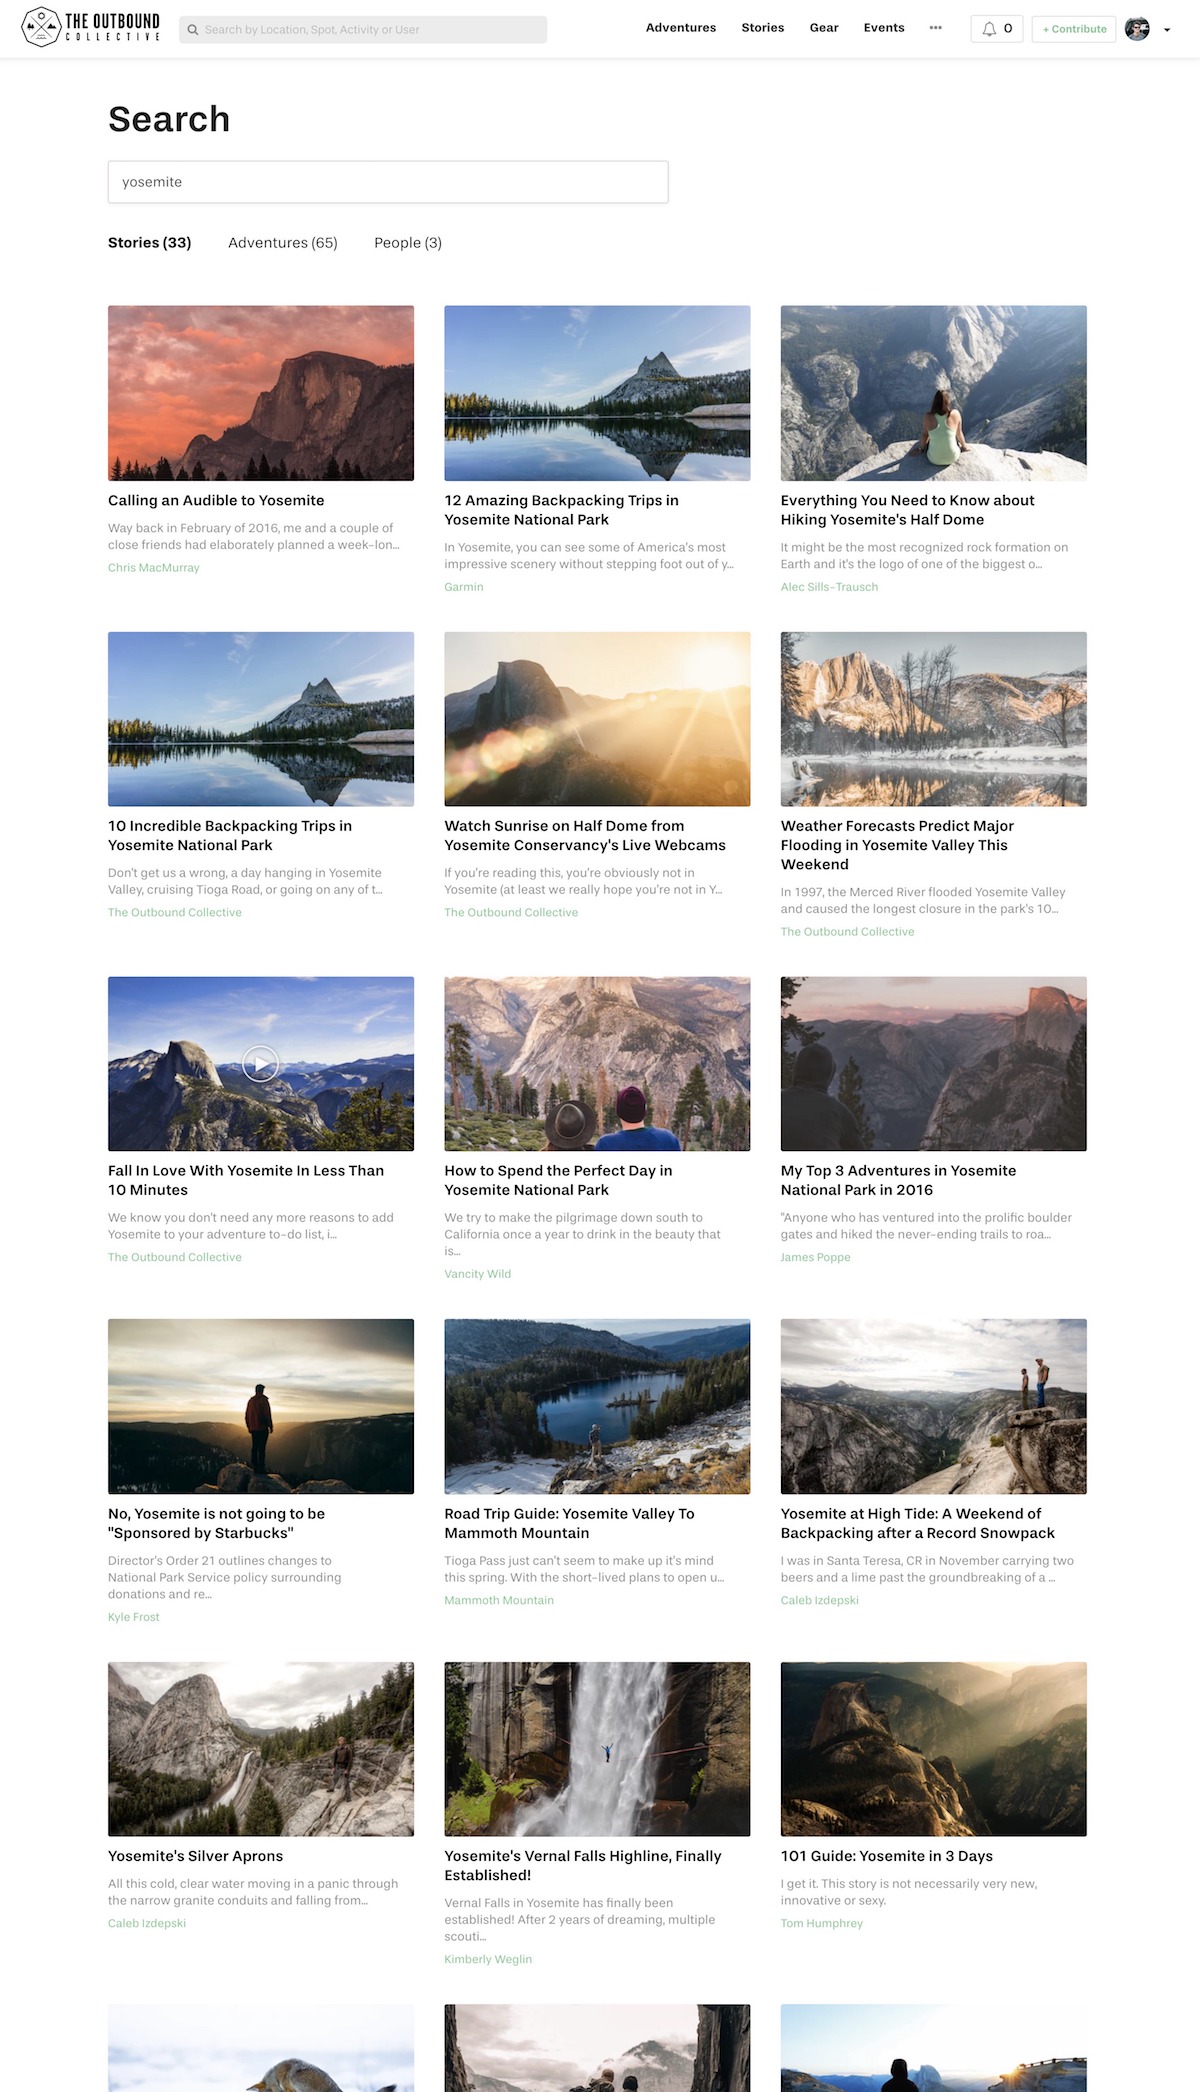 THE OUTBOUND
COLLECTIVE
Search by Location, Spot, Activity or User
Adventures
Stories
Gear
Events
0
+ Contribute
Search
yosemite
Stories (33)
Adventures (65)
People (3)
Calling an Audible to Yosemite
Way back in February of 2016, me and a couple of
close friends had elaborately planned a week-lon...
Chris MacMurray
12 Amazing Backpacking Trips in
Yosemite National Park
In Yosemite, you can see some of America's most
impressive scenery without stepping foot out of y...
Garmin
Everything You Need to Know about
Hiking Yosemite's Half Dome
It might be the most recognized rock formation on
Earth and it's the logo of one of the biggest o...
Alec Sills-Trausch
10 Incredible Backpacking Trips in
Yosemite National Park
Don't get us a wrong, a day hanging in Yosemite
Valley, cruising Tioga Road, or going on any of t...
The Outbound Collective
Watch Sunrise on Half Dome from
Yosemite Conservancy's Live Webcams
If you're reading this, you're obviously not in
Yosemite (at least we really hope you're not in Y...
The Outbound Collective
Weather Forecasts Predict Major
Flooding in Yosemite Valley This
Weekend
In 1997, the Merced River flooded Yosemite Valley
and caused the longest closure in the park's 10...
The Outbound Collective
Fall In Love With Yosemite In Less Than
10 Minutes
We know you don't need any more reasons to add
Yosemite to your adventure to-do list, i...
The Outbound Collective
How to Spend the Perfect Day in
Yosemite National Park
We try to make the pilgrimage down south to
California once a year to drink in the beauty that
is...
Vancity Wild
My Top 3 Adventures in Yosemite
National Park in 2016
"Anyone who has ventured into the prolific boulder
gates and hiked the never-ending trails to roa...
James Poppe
No, Yosemite is not going to be
"Sponsored by Starbucks"
Director's Order 21 outlines changes to
National Park Service policy surrounding
donations and re...
Kyle Frost
Road Trip Guide: Yosemite Valley To
Mammoth Mountain
Tioga Pass just can't seem to make up it's mind
this spring. With the short-lived plans to open u...
Mammoth Mountain
Yosemite at High Tide: A Weekend of
Backpacking after a Record Snowpack
I was in Santa Teresa, CR in November carrying two
beers and a lime past the groundbreaking of a ...
Caleb Izdepski
Yosemite's Silver Aprons
All this cold, clear water moving in a panic through
the narrow granite conduits and falling from...
Caleb Izdepski
Yosemite's Vernal Falls Highline, Finally
Established!
Vernal Falls in Yosemite has finally been
established! After 2 years of dreaming, multiple
scouti...
Kimberly Weglin
101 Guide: Yosemite in 3 Days
I get it. This story is not necessarily very new,
innovative or sexy.
Tom Humphrey